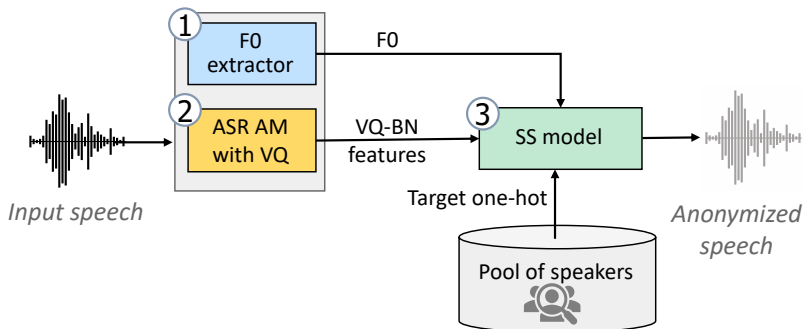 1
F0
extractor
F0
2
ASR AM
with VQ
VQ-BN
features
3
SS model
Input speech
Target one-hot
Anonymized
speech
Pool of speakers